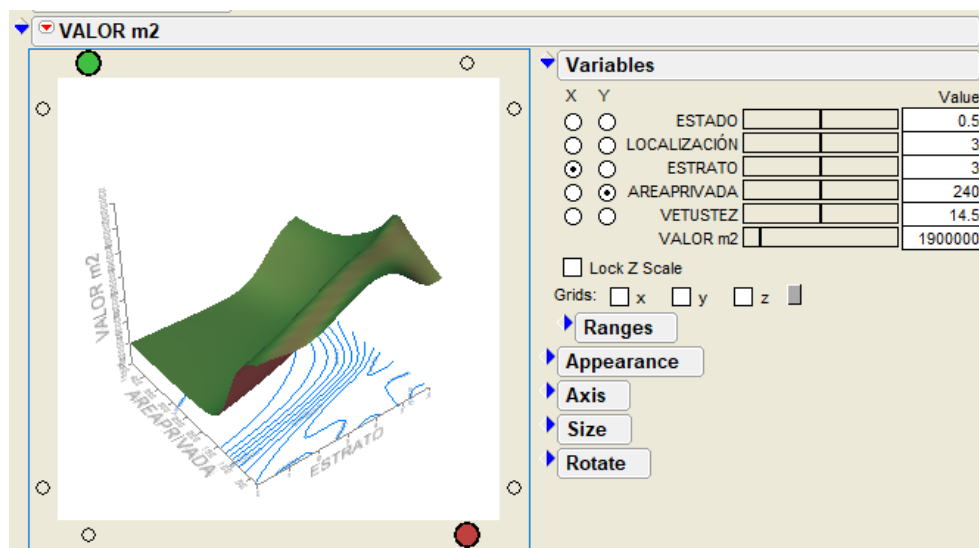 VALOR m2
Variables
X Y Value
ESTADO 0.5
LOCALIZACIÓN 3
ESTRATO 3
AREAPRIVADA 240
VETUSTEZ 14.5
VALOR m2 1900000
Lock Z Scale
Grids: x y z
Ranges
Appearance
Axis
Size
Rotate
VALOR m2
AREAPRIVADA
ESTRATO